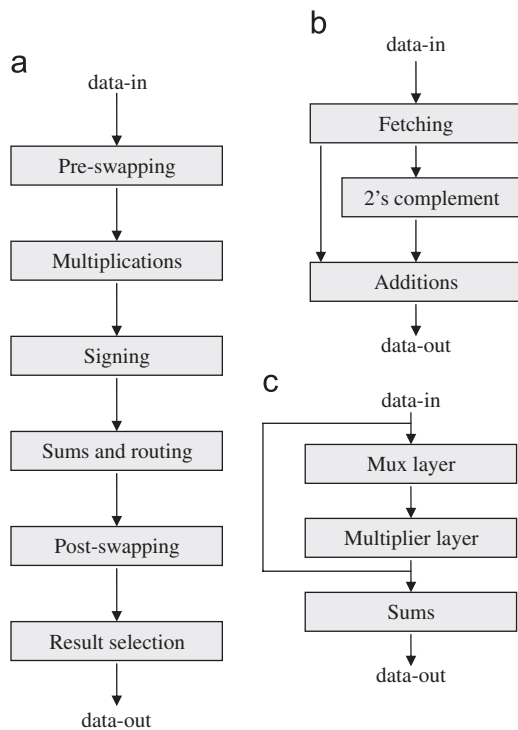 a
data-in
Pre-swapping
Multiplications
Signing
Sums and routing
Post-swapping
Result selection
data-out
b
data-in
Fetching
2's complement
Additions
data-out
c
data-in
Mux layer
Multiplier layer
Sums
data-out